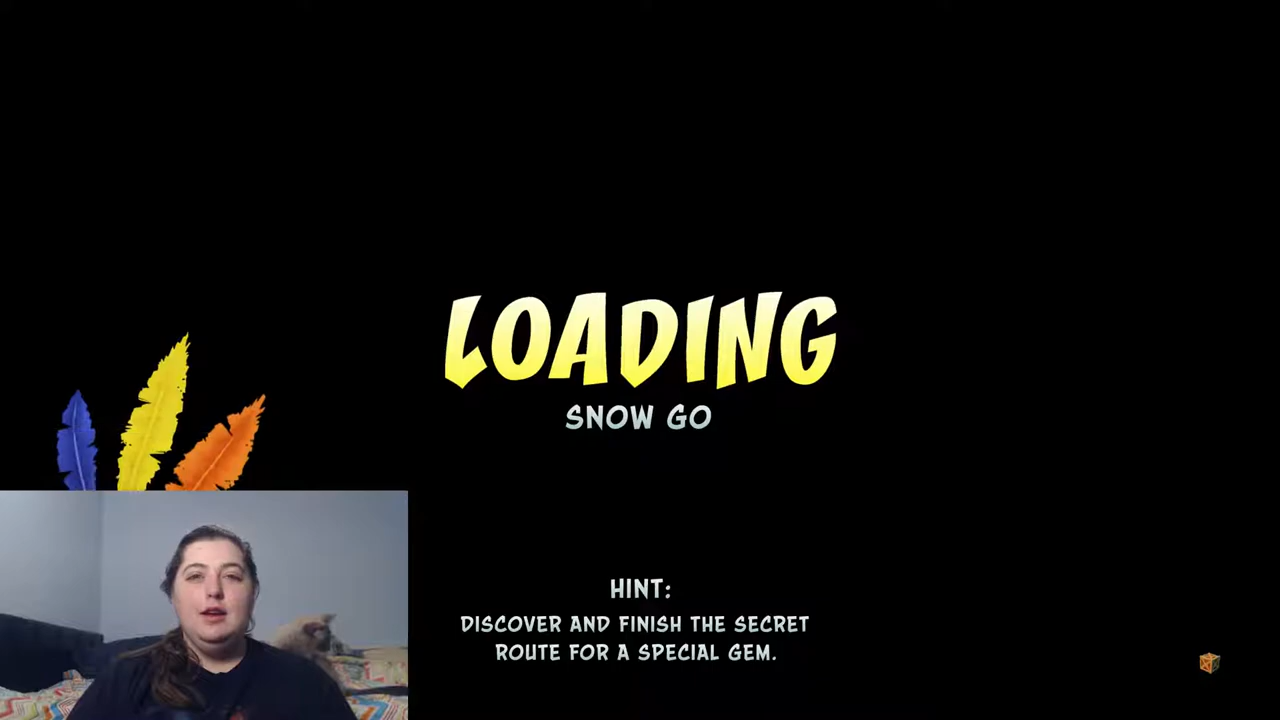 LOADING
SNOW GO
HINT:
DISCOVER AND FINISH THE SECRET
ROUTE FOR A SPECIAL GEM.